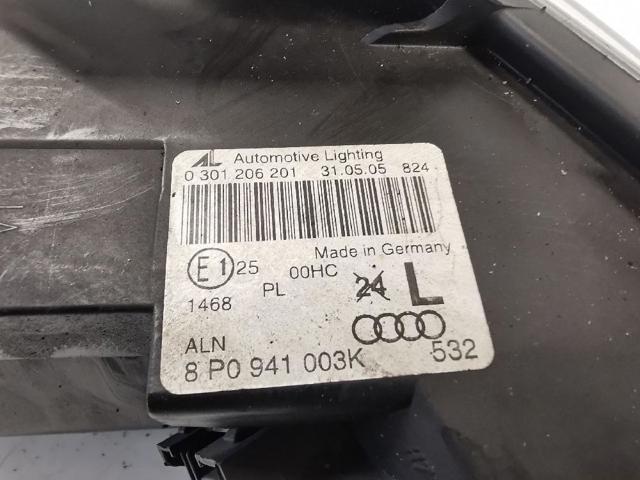 AL Automotive Lighting
0 301 206 201 31.05.05 824
Made in Germany
E1 25 00HC
1468 PL 24 L
ALN
8 P0 941 003K 532